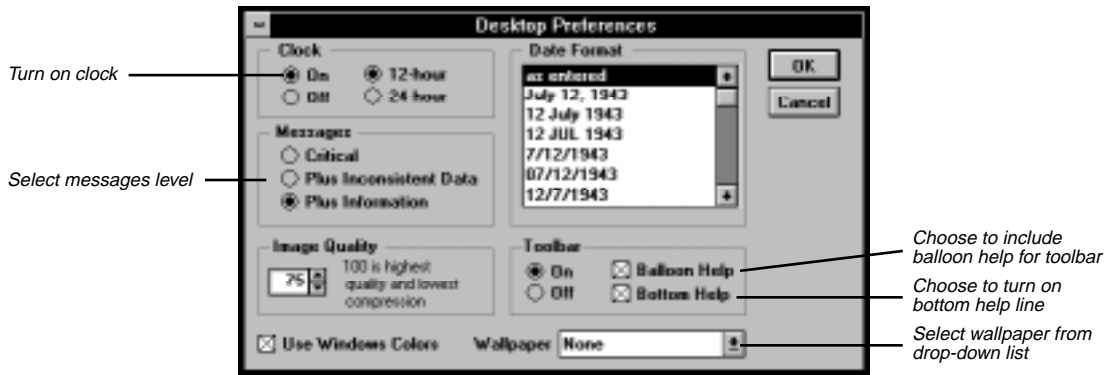 Desktop Preferences
Turn on clock
Clock
On
12-hour
Off
24-hour
Select messages level
Messages
Critical
Plus Inconsistent Data
Plus Information
Image Quality
75
100 is highest
quality and lowest
compression
Date Format
as entered
July 12, 1943
12 July 1943
12 JUL 1943
7/12/1943
07/12/1943
12/7/1943
OK
Cancel
Toolbar
On
Balloon Help
Off
Bottom Help
Choose to include
balloon help for toolbar
Choose to turn on
bottom help line
Use Windows Colors
Wallpaper None
Select wallpaper from
drop-down list